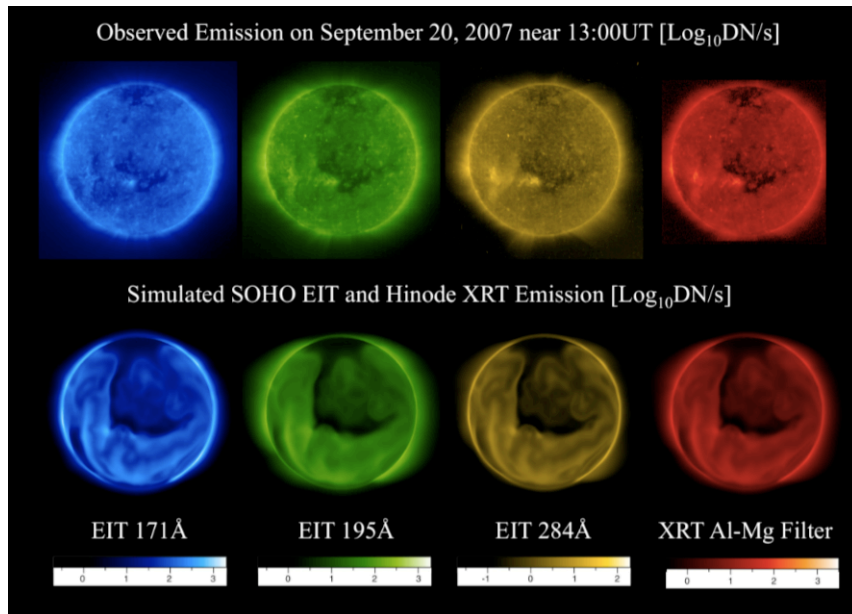 Observed Emission on September 20, 2007 near 13:00UT [Log₁₀DN/s]
Simulated SOHO EIT and Hinode XRT Emission [Log₁₀DN/s]
EIT 171Å EIT 195Å EIT 284Å XRT Al-Mg Filter
0 1 2 3 0 1 2 3 -1 0 1 2 0 1 2 3